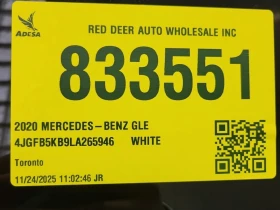 ADESA
RED DEER AUTO WHOLESALE INC
833551
2020 MERCEDES-BENZ GLE
4JGFB5KB9LA265946 WHITE
Toronto
11/24/2025 11:02:46 JR